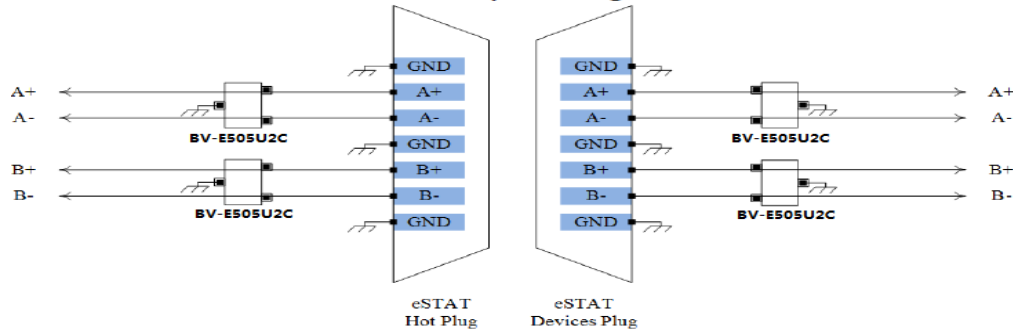 GND GND
A+ A+ A+ A+
A- A- A- A-
BV-E505U2C BV-E505U2C
GND GND
B+ B+ B+ B+
B- B- B- B-
BV-E505U2C BV-E505U2C
GND GND
eSTAT eSTAT
Hot Plug Devices Plug